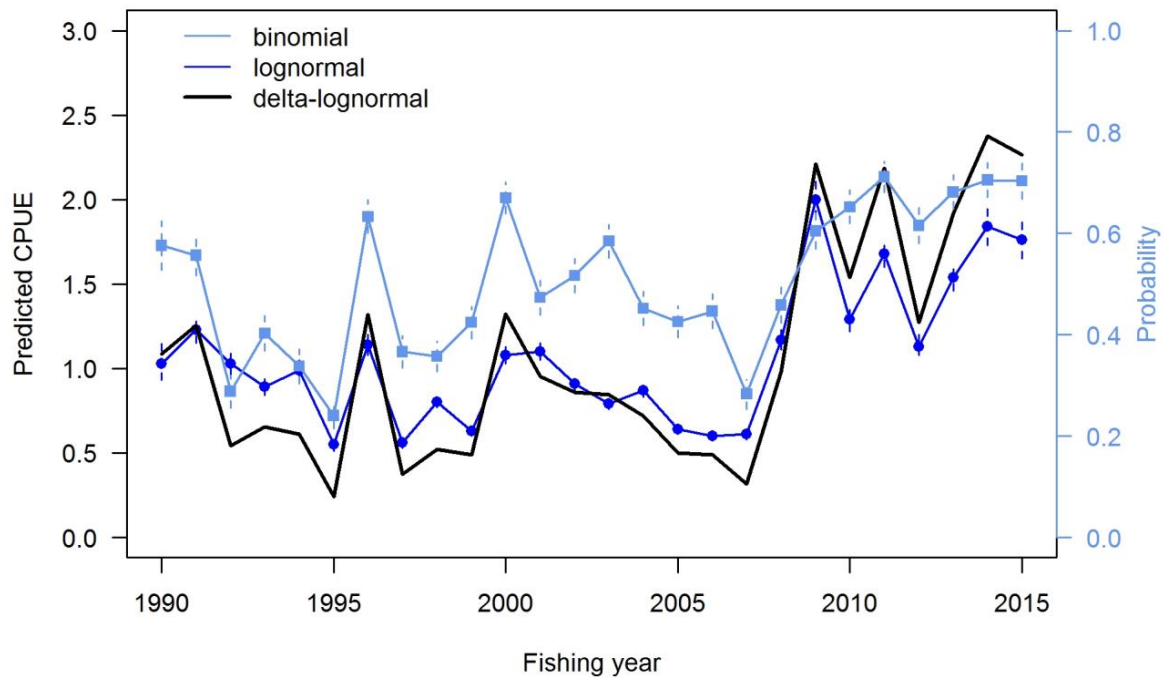 binomial
lognormal
delta-lognormal
Predicted CPUE
3.0
2.5
2.0
1.5
1.0
0.5
0.0
1.0
0.8
0.6
0.4
0.2
0.0
Probability
1990 1995 2000 2005 2010 2015
Fishing year